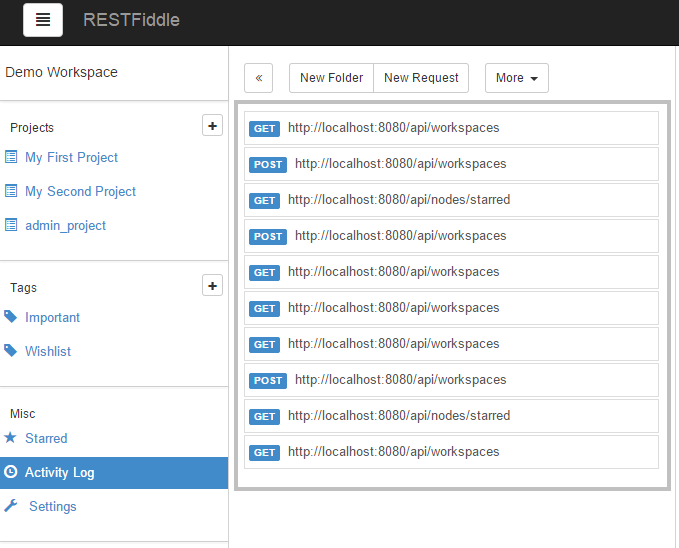 RESTFiddle
Demo Workspace
Projects
My First Project
My Second Project
admin_project
Tags
Important
Wishlist
Misc
Starred
Activity Log
Settings
« New Folder New Request More
GET http://localhost:8080/api/workspaces
POST http://localhost:8080/api/workspaces
GET http://localhost:8080/api/nodes/starred
POST http://localhost:8080/api/workspaces
GET http://localhost:8080/api/workspaces
GET http://localhost:8080/api/workspaces
GET http://localhost:8080/api/workspaces
POST http://localhost:8080/api/workspaces
GET http://localhost:8080/api/nodes/starred
GET http://localhost:8080/api/workspaces